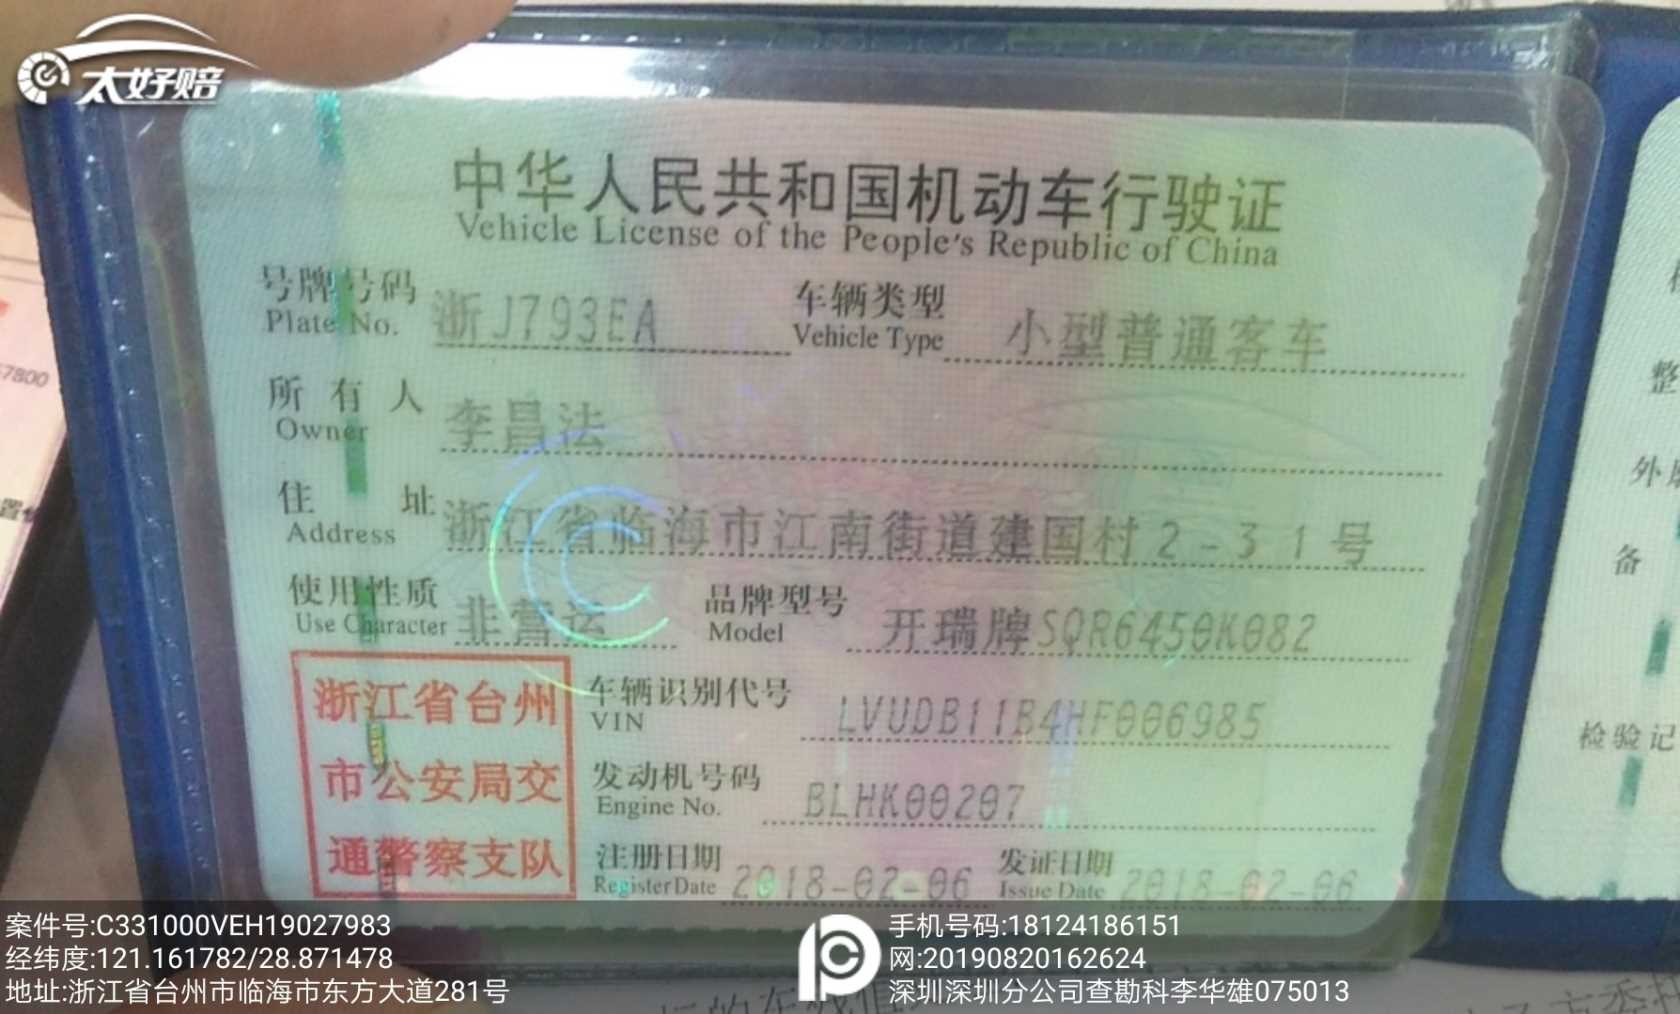 太好赔
中华人民共和国机动车行驶证
Vehicle License of the People's Republic of China
号牌号码 浙J793EA 车辆类型 小型普通客车
Plate No. Vehicle Type
所有人 李昌法
Owner
住址 浙江省临海市江南街道建国村2-31号
Address
使用性质 非营运 品牌型号 开瑞牌SQR6450K082
Use Character Model
浙江省台州
市公安局交
通警察支队
车辆识别代号 LVUDB11B4HF006985
VIN
发动机号码 BLHK00207
Engine No.
注册日期 2018-02-06 发证日期 2018-02-06
Register Date Issue Date
整
备
检验记
7800
置
案件号:C331000VEH19027983
经纬度:121.161782/28.871478
地址:浙江省台州市临海市东方大道281号
手机号码:18124186151
网:20190820162624
深圳深圳分公司查勘科李华雄075013